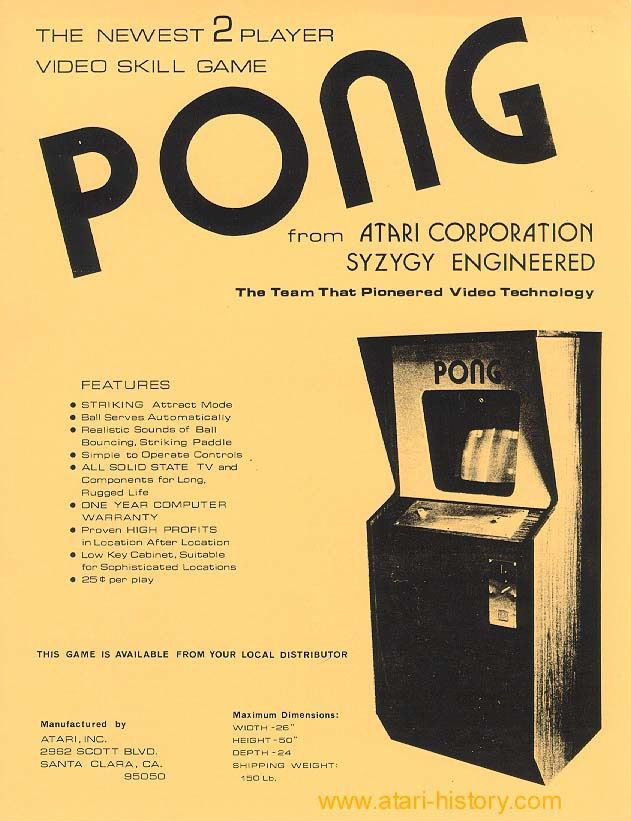 THE NEWEST 2 PLAYER
VIDEO SKILL GAME
PONG
from ATARI CORPORATION
SYZYGY ENGINEERED
The Team That Pioneered Video Technology
PONG
FEATURES
● STRIKING Attract Mode
● Ball Serves Automatically
● Realistic Sounds of Ball
Bouncing, Striking Paddle
● Simple to Operate Controls
● ALL SOLID STATE TV and
Components for Long,
Rugged Life
● ONE YEAR COMPUTER
WARRANTY
● Proven HIGH PROFITS
in Location After Location
● Low Key Cabinet, Suitable
for Sophisticated Locations
● 25¢ per play
THIS GAME IS AVAILABLE FROM YOUR LOCAL DISTRIBUTOR
Manufactured by
ATARI, INC.
2962 SCOTT BLVD.
SANTA CLARA, CA.
95050
Maximum Dimensions:
WIDTH -26"
HEIGHT -50"
DEPTH -24
SHIPPING WEIGHT:
150 Lb.
www.atari-history.com